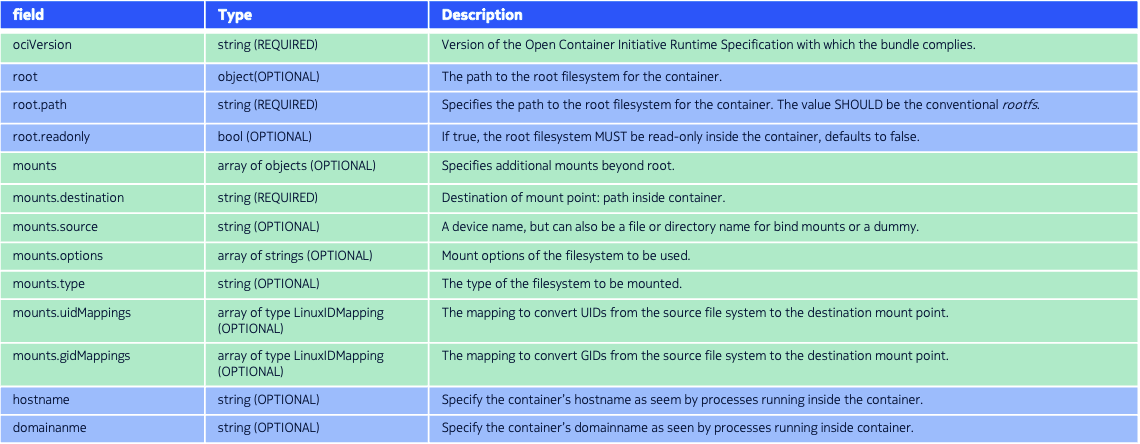 field Type Description
ociVersion string (REQUIRED) Version of the Open Container Initiative Runtime Specification with which the bundle complies.
root object(OPTIONAL) The path to the root filesystem for the container.
root.path string (REQUIRED) Specifies the path to the root filesystem for the container. The value SHOULD be the conventional rootfs.
root.readonly bool (OPTIONAL) If true, the root filesystem MUST be read-only inside the container, defaults to false.
mounts array of objects (OPTIONAL) Specifies additional mounts beyond root.
mounts.destination string (REQUIRED) Destination of mount point: path inside container.
mounts.source string (OPTIONAL) A device name, but can also be a file or directory name for bind mounts or a dummy.
mounts.options array of strings (OPTIONAL) Mount options of the filesystem to be used.
mounts.type string (OPTIONAL) The type of the filesystem to be mounted.
mounts.uidMappings array of type LinuxIDMapping The mapping to convert UIDs from the source file system to the destination mount point.
(OPTIONAL)
mounts.gidMappings array of type LinuxIDMapping The mapping to convert GIDs from the source file system to the destination mount point.
(OPTIONAL)
hostname string (OPTIONAL) Specify the container's hostname as seem by processes running inside the container.
domainanme string (OPTIONAL) Specify the container's domainname as seen by processes running inside container.